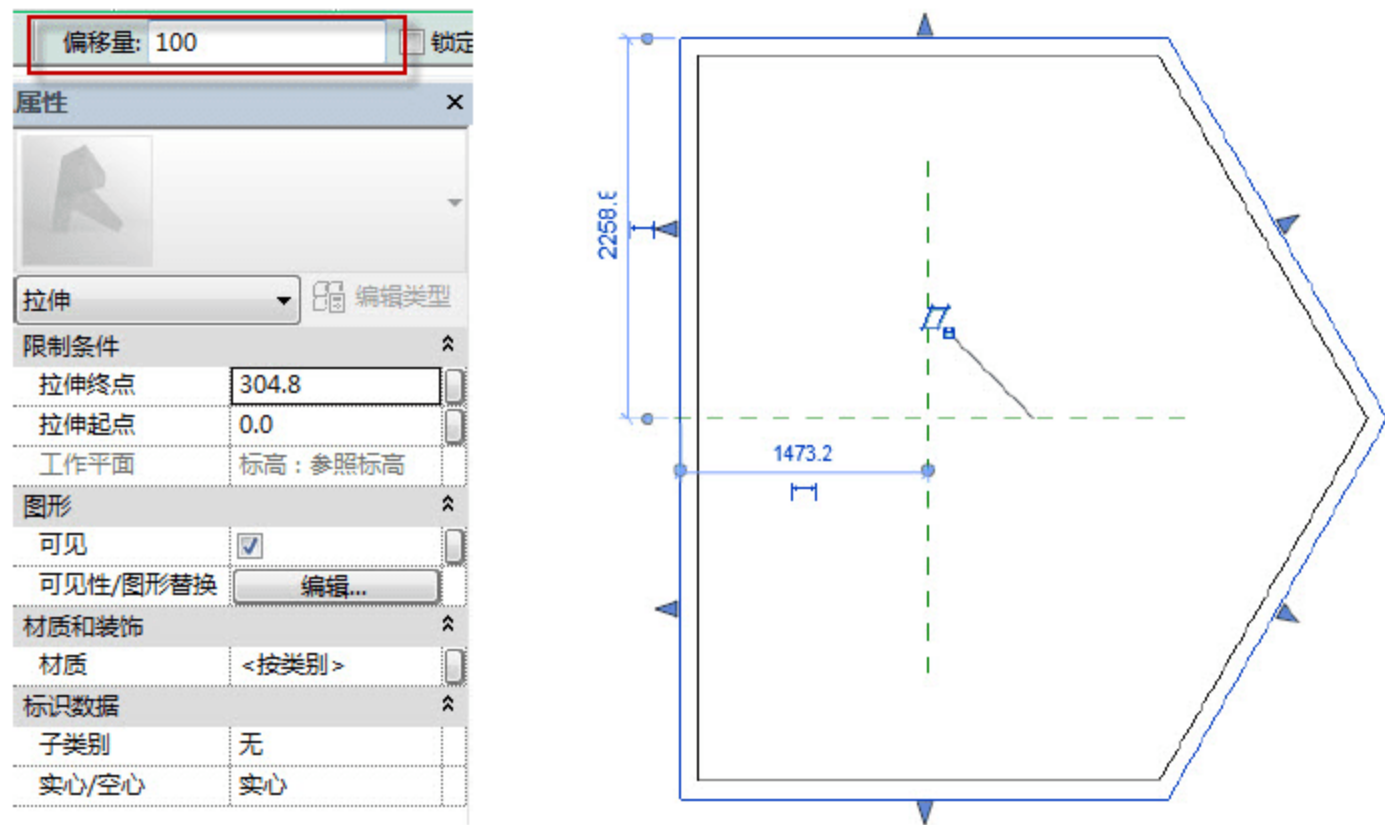 偏移量: 100 锁定
属性
拉伸 编辑类型
限制条件
拉伸终点 304.8
拉伸起点 0.0
工作平面 标高：参照标高
图形
可见
可见性/图形替换 编辑...
材质和装饰
材质 <按类别>
标识数据
子类别 无
实心/空心 实心
2258.6
1473.2